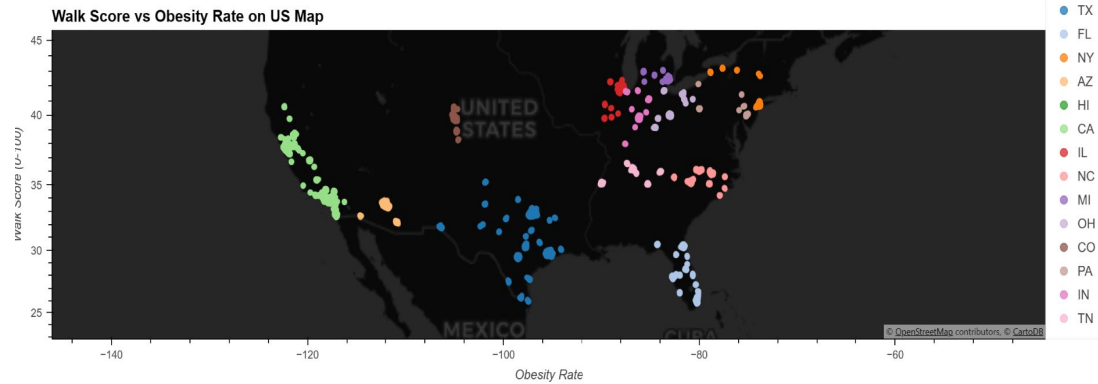 Walk Score vs Obesity Rate on US Map
45
40
35
30
25
Walk Score (0-100)
UNITED
STATES
MEXICO
CUBA
© OpenStreetMap contributors, © CartoDB
−140
−120
−100
−80
−60
Obesity Rate
TX
FL
NY
AZ
HI
CA
IL
NC
MI
OH
CO
PA
IN
TN